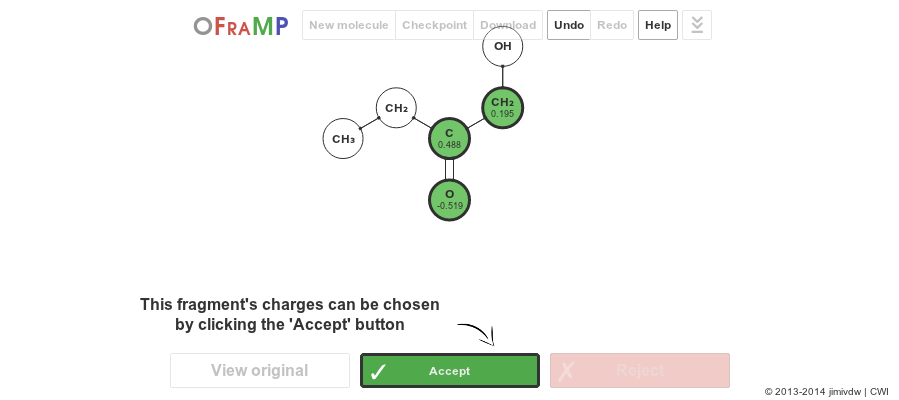 OFraMP
New molecule Checkpoint Download Undo Redo Help
OH
CH₂
CH₂
0.195
CH₃
C
0.488
O
-0.519
This fragment's charges can be chosen
by clicking the 'Accept' button
View original
✓ Accept
✗ Reject
© 2013-2014 jimivdw | CWI